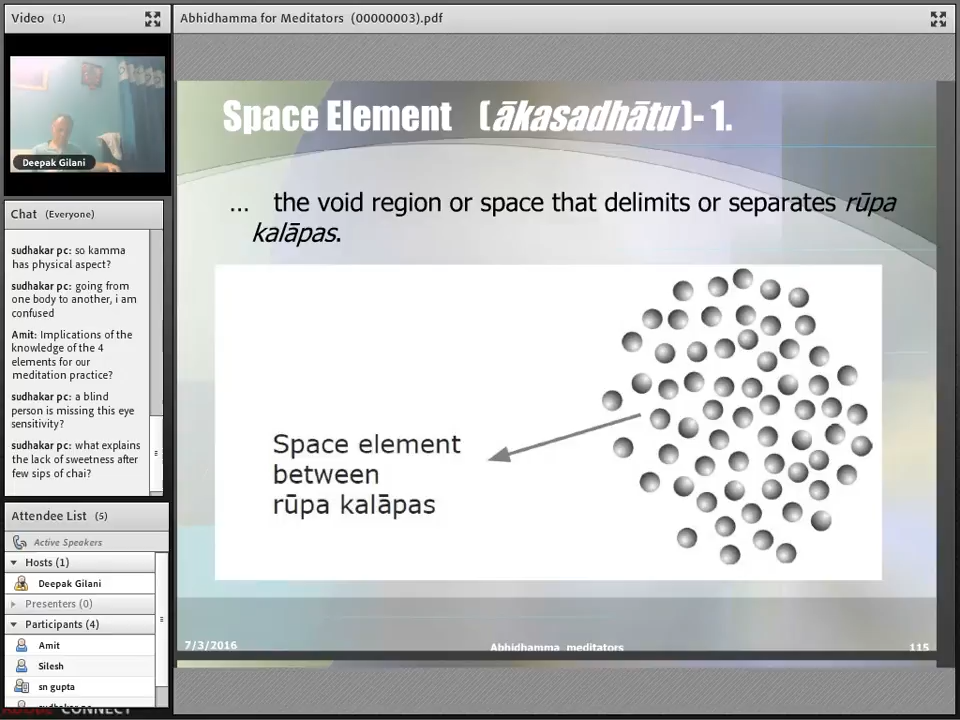 Video (1)
Abhidhamma for Meditators (00000003).pdf
Deepak Gilani
Chat (Everyone)
sudhakar pc: so kamma
has physical aspect?
sudhakar pc: going from
one body to another, i am
confused
Amit: Implications of the
knowledge of the 4
elements for our
meditation practice?
sudhakar pc: a blind
person is missing this eye
sensitivity?
sudhakar pc: what explains
the lack of sweetness after
few sips of chai?
Attendee List (5)
Active Speakers
Hosts (1)
Deepak Gilani
Presenters (0)
Participants (4)
Amit
Silesh
sn gupta
CONNECT
Space Element (ākasadhātu)- 1.
... the void region or space that delimits or separates rūpa
kalāpas.
Space element
between
rūpa kalāpas
7/3/2016
Abhidhamma meditators
115